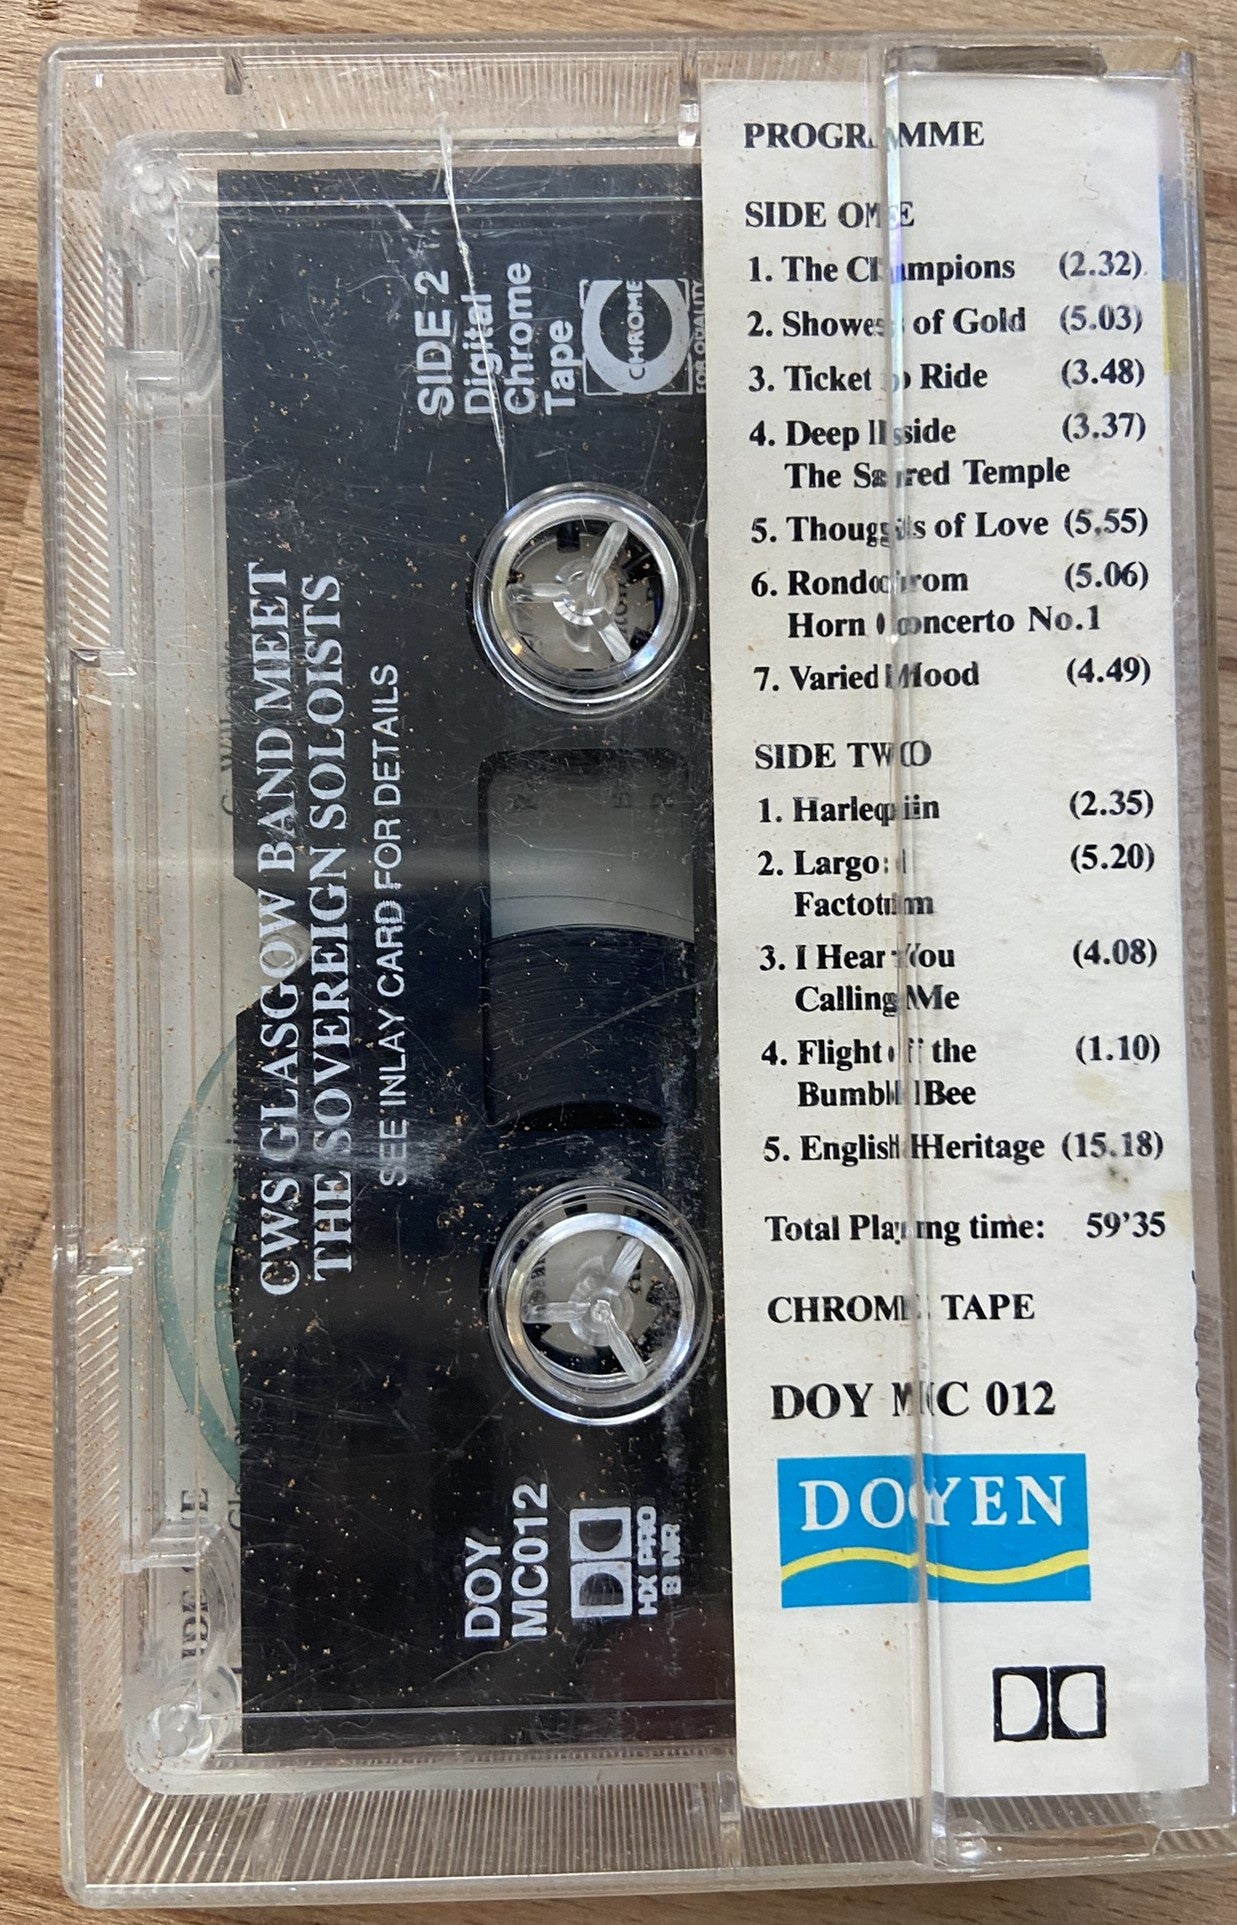 PROGRAMME
SIDE ONE
1. The Champions (2.32)
2. Showers of Gold (5.03)
3. Ticket to Ride (3.48)
4. Deep Inside (3.37)
The Sacred Temple
5. Thoughts of Love (5.55)
6. Rondo from (5.06)
Horn Concerto No.1
7. Varied Mood (4.49)
SIDE TWO
1. Harlequin (2.35)
2. Largo al (5.20)
Factotum
3. I Hear You (4.08)
Calling Me
4. Flight of the (1.10)
Bumble Bee
5. English Heritage (15.18)
Total Playing time: 59'35
CHROME TAPE
DOY MC 012
DOYEN
CWS GLASGOW BAND MEET
THE SOVEREIGN SOLOISTS
SEE INLAY CARD FOR DETAILS
SIDE 2
Digital
Chrome
Tape
CHROME
FOR QUALITY
DOY
MC012
HX PRO
B NR